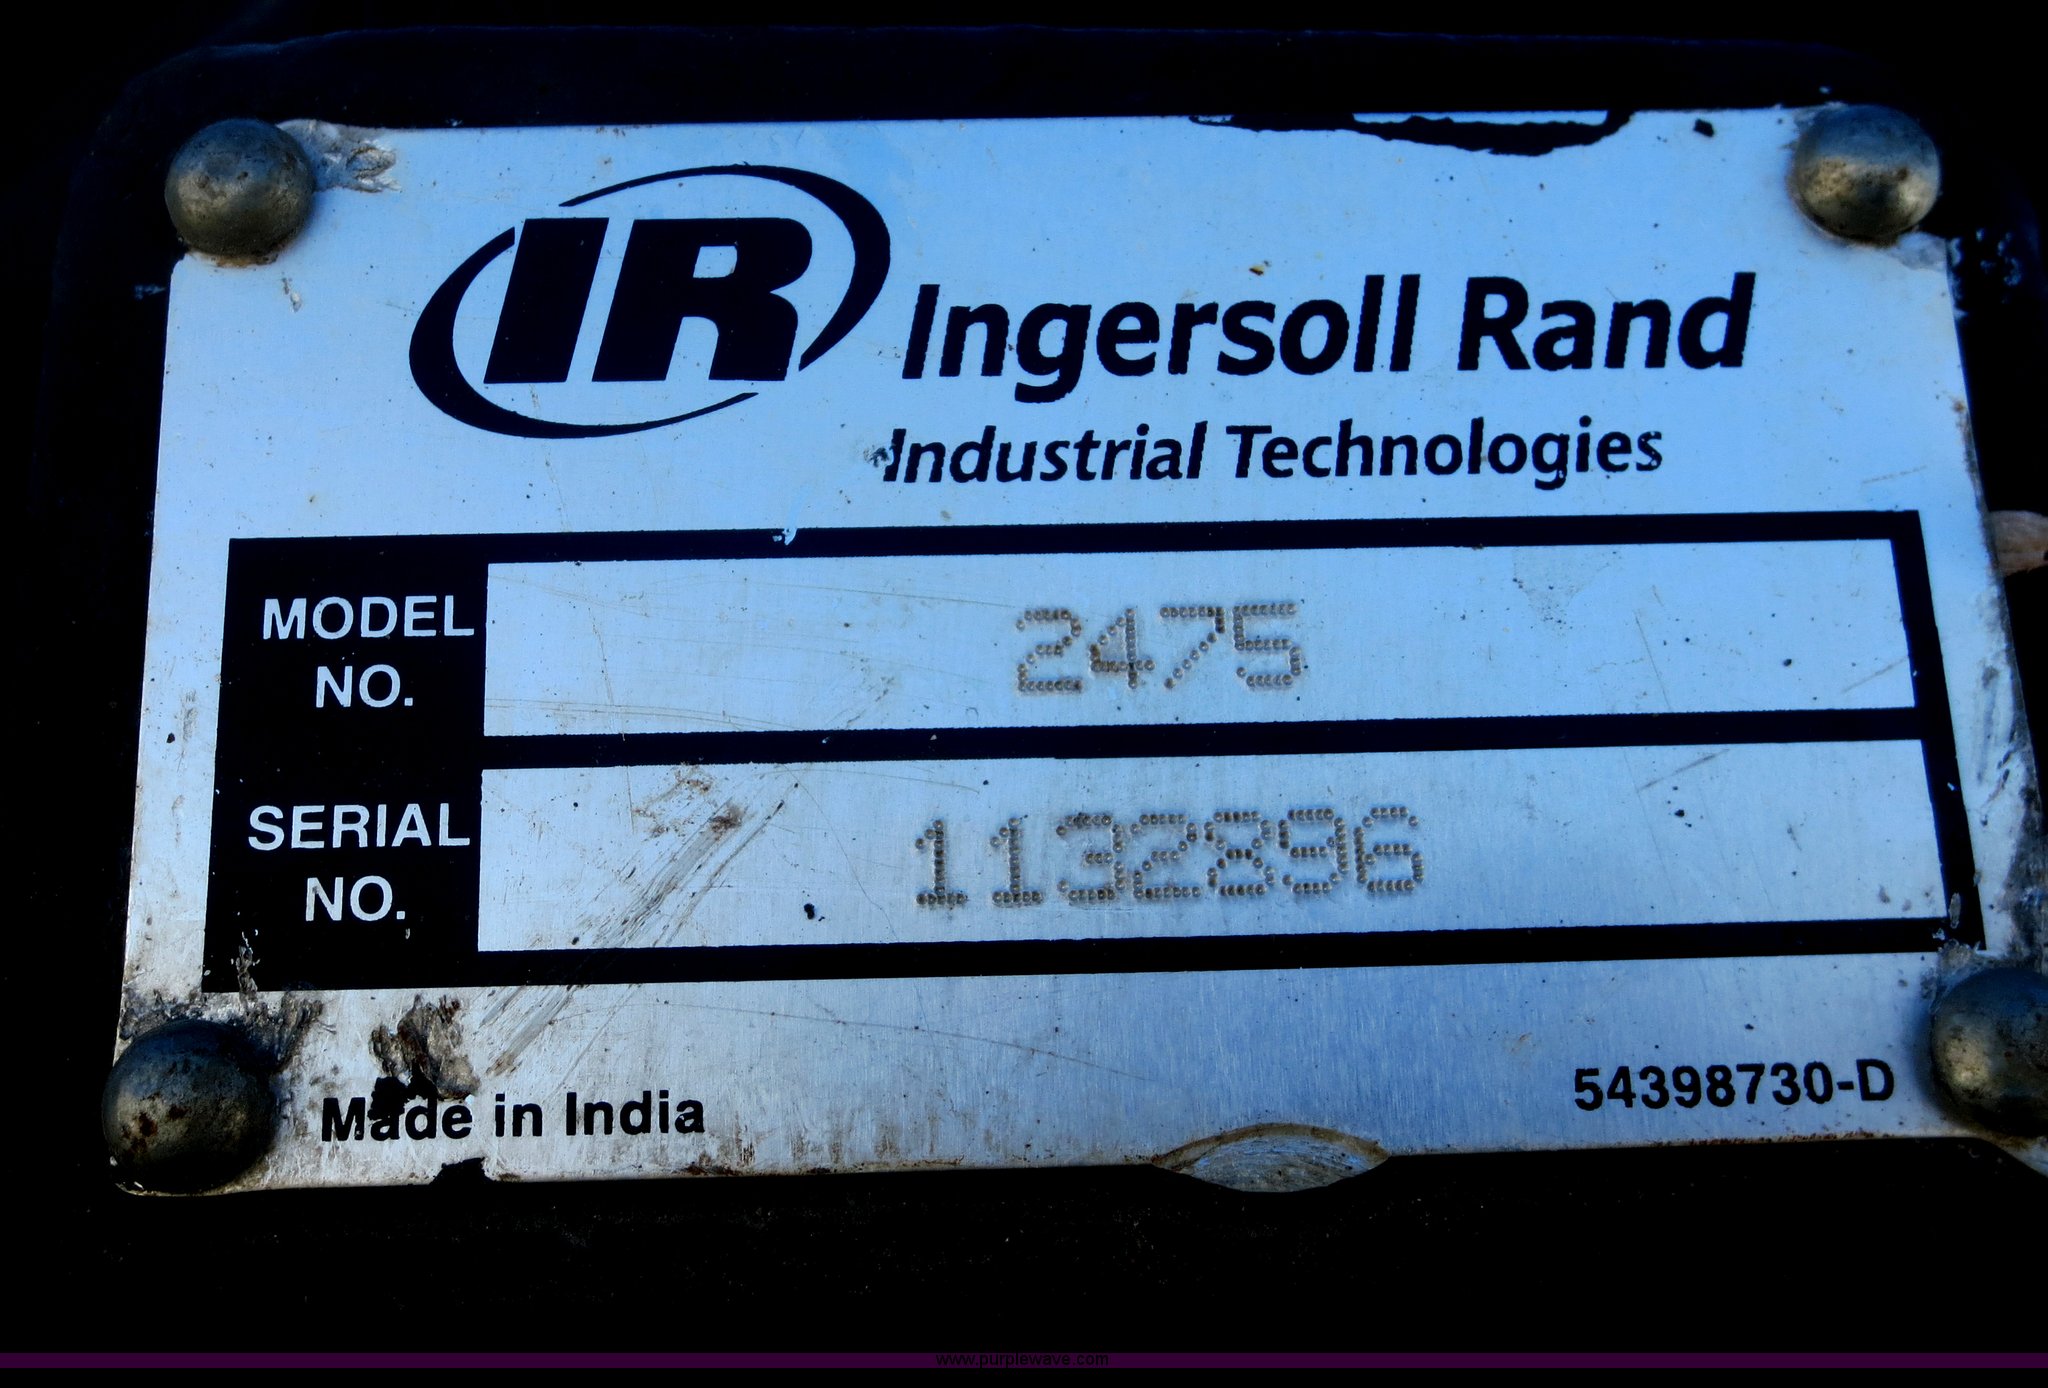 IR Ingersoll Rand
Industrial Technologies
MODEL NO. 2475
SERIAL NO. 1132896
Made in India
54398730-D
www.purplewave.com